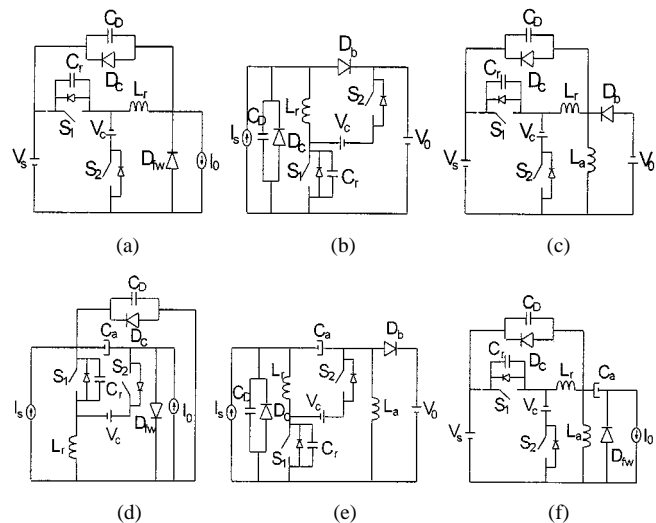 C_D
C_r D_c L_r
S_1 V_c
V_s S_2 D_fw I_0
(a)
D_b
L_r S_2
I_s C_D D_c V_c V_0
S_1 C_r
(b)
C_D
C_r D_c L_r D_b
S_1 V_c
V_s S_2 L_a V_0
(c)
C_D
C_a D_c
S_1 C_r S_2
I_s V_c D_fw I_0
L_r
(d)
C_a D_b
L_r S_2
I_s C_D D_c V_c L_a V_0
S_1 C_r
(e)
C_D
C_r D_c L_r C_a
S_1 V_c
V_s S_2 L_a D_fw I_0
(f)